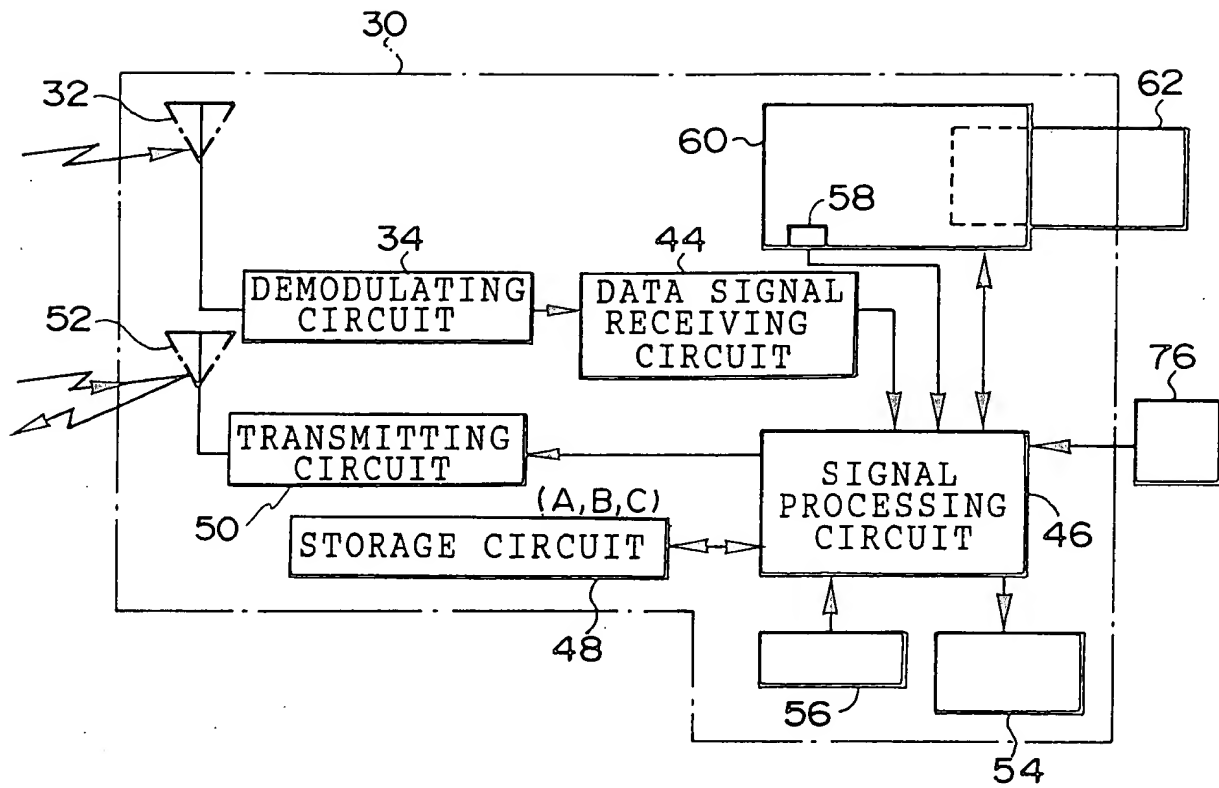 30
32
62
60
58
34
44
DEMODULATING
CIRCUIT
DATA SIGNAL
RECEIVING
CIRCUIT
52
76
TRANSMITTING
CIRCUIT
SIGNAL
PROCESSING
CIRCUIT
50
(A,B,C)
46
STORAGE CIRCUIT
48
56
54